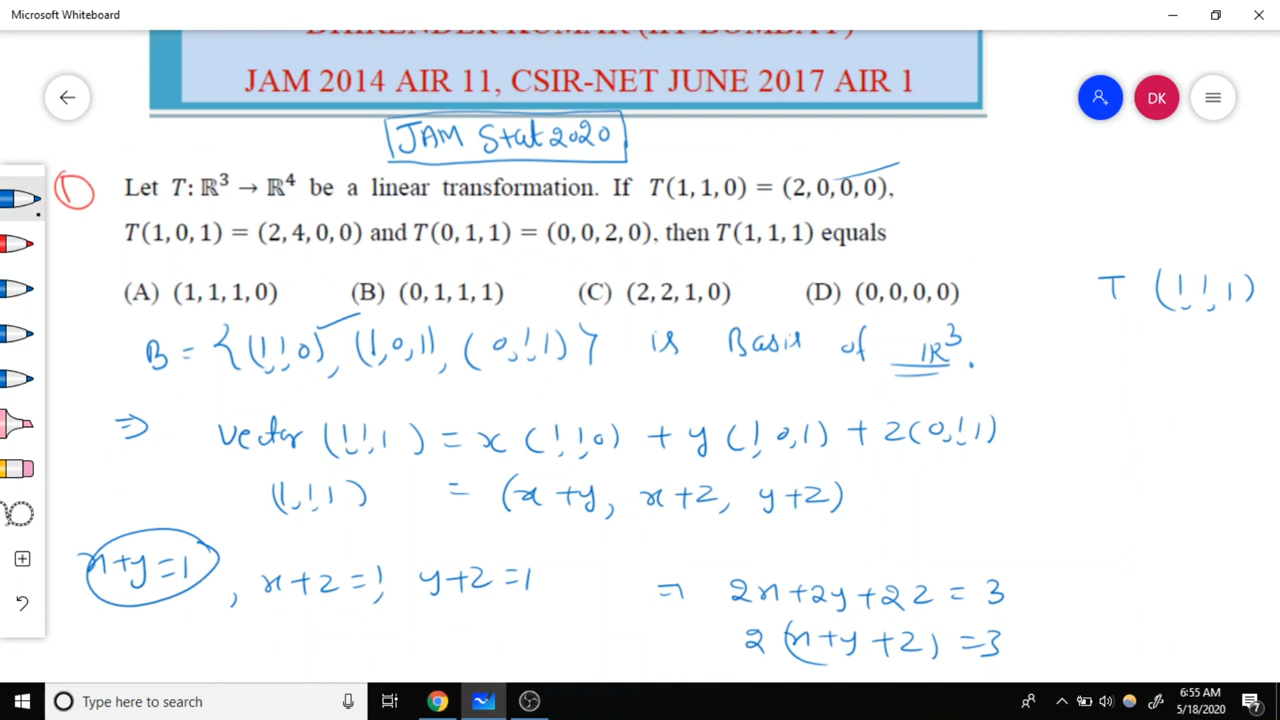 Microsoft Whiteboard
DHIRENDER KUMAR (IIT BOMBAY)
JAM 2014 AIR 11, CSIR-NET JUNE 2017 AIR 1
DK
JAM Stat 2020
1
Let T: ℝ³ → ℝ⁴ be a linear transformation. If T(1, 1, 0) = (2, 0, 0, 0),
T(1, 0, 1) = (2, 4, 0, 0) and T(0, 1, 1) = (0, 0, 2, 0), then T(1, 1, 1) equals
(A) (1, 1, 1, 0) (B) (0, 1, 1, 1) (C) (2, 2, 1, 0) (D) (0, 0, 0, 0)
T (1,1,1)
B = {(1,1,0), (1,0,1), (0,1,1)} is Basis of ℝ³.
⇒ vector (1,1,1) = x(1,1,0) + y(1,0,1) + z(0,1,1)
(1,1,1) = (x+y, x+z, y+z)
x+y=1, x+z=1, y+z=1 ⇒ 2x+2y+2z = 3
2(x+y+z) = 3
Type here to search
6:55 AM
5/18/2020
7